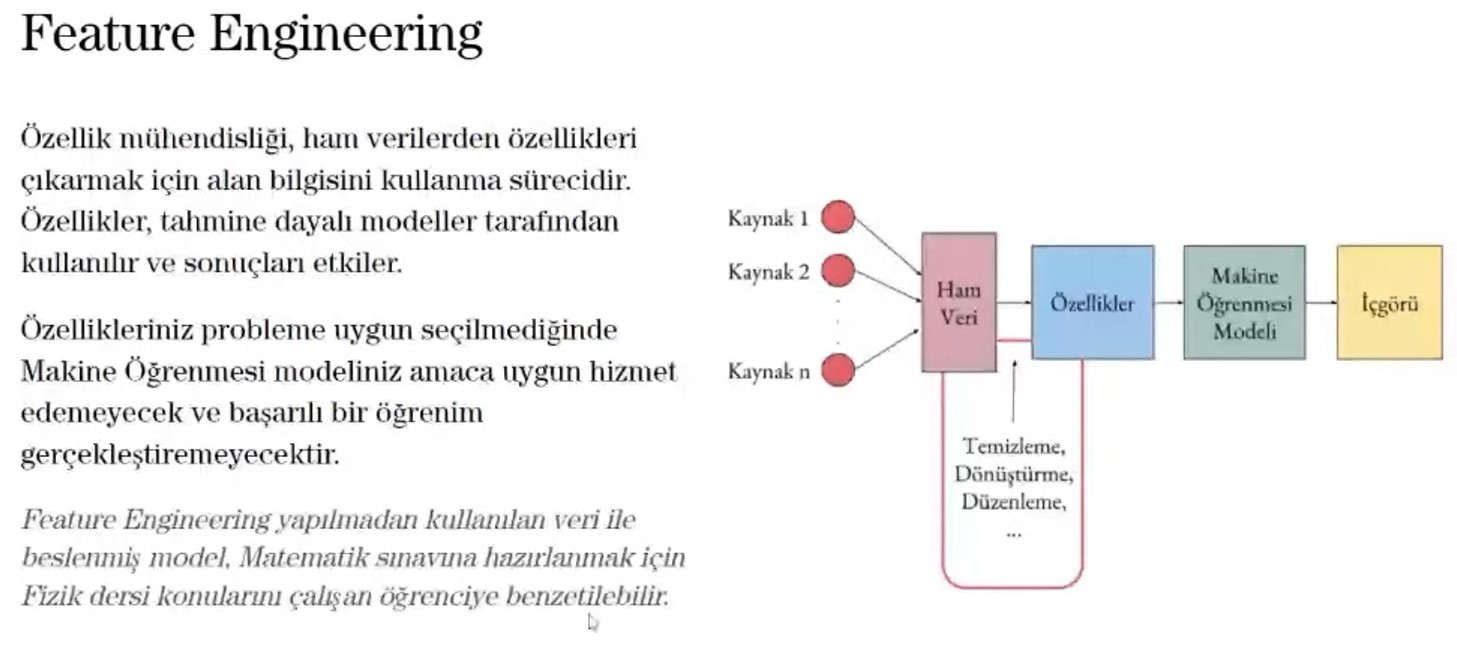 Feature Engineering
Özellik mühendisliği, ham verilerden özellikleri
çıkarmak için alan bilgisini kullanma sürecidir.
Özellikler, tahmine dayalı modeller tarafından
kullanılır ve sonuçları etkiler.
Özellikleriniz probleme uygun seçilmediğinde
Makine Öğrenmesi modeliniz amaca uygun hizmet
edemeyecek ve başarılı bir öğrenim
gerçekleştiremeyecektir.
Feature Engineering yapılmadan kullanılan veri ile
beslenmiş model, Matematik sınavına hazırlanmak için
Fizik dersi konularını çalışan öğrenciye benzetilebilir.
Kaynak 1
Kaynak 2
Kaynak n
Ham
Veri
Özellikler
Makine
Öğrenmesi
Modeli
İçgörü
Temizleme,
Dönüştürme,
Düzenleme,
...